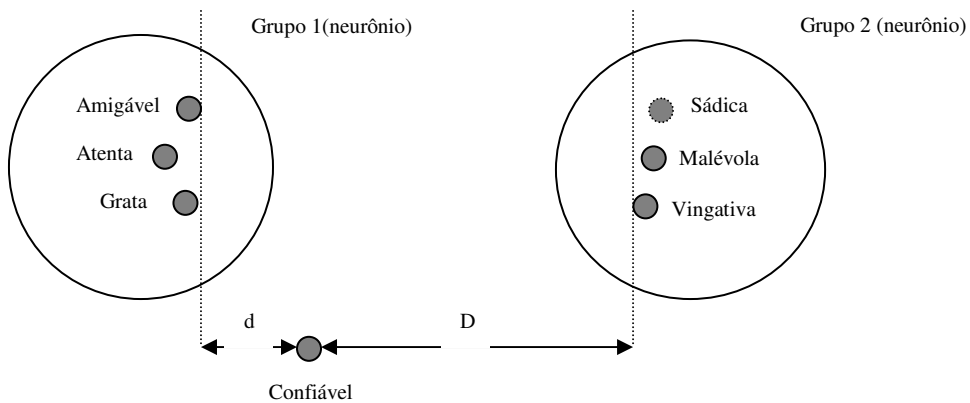 Grupo 1(neurônio)
Grupo 2 (neurônio)
Amigável
Sádica
Atenta
Malévola
Grata
Vingativa
d
D
Confiável